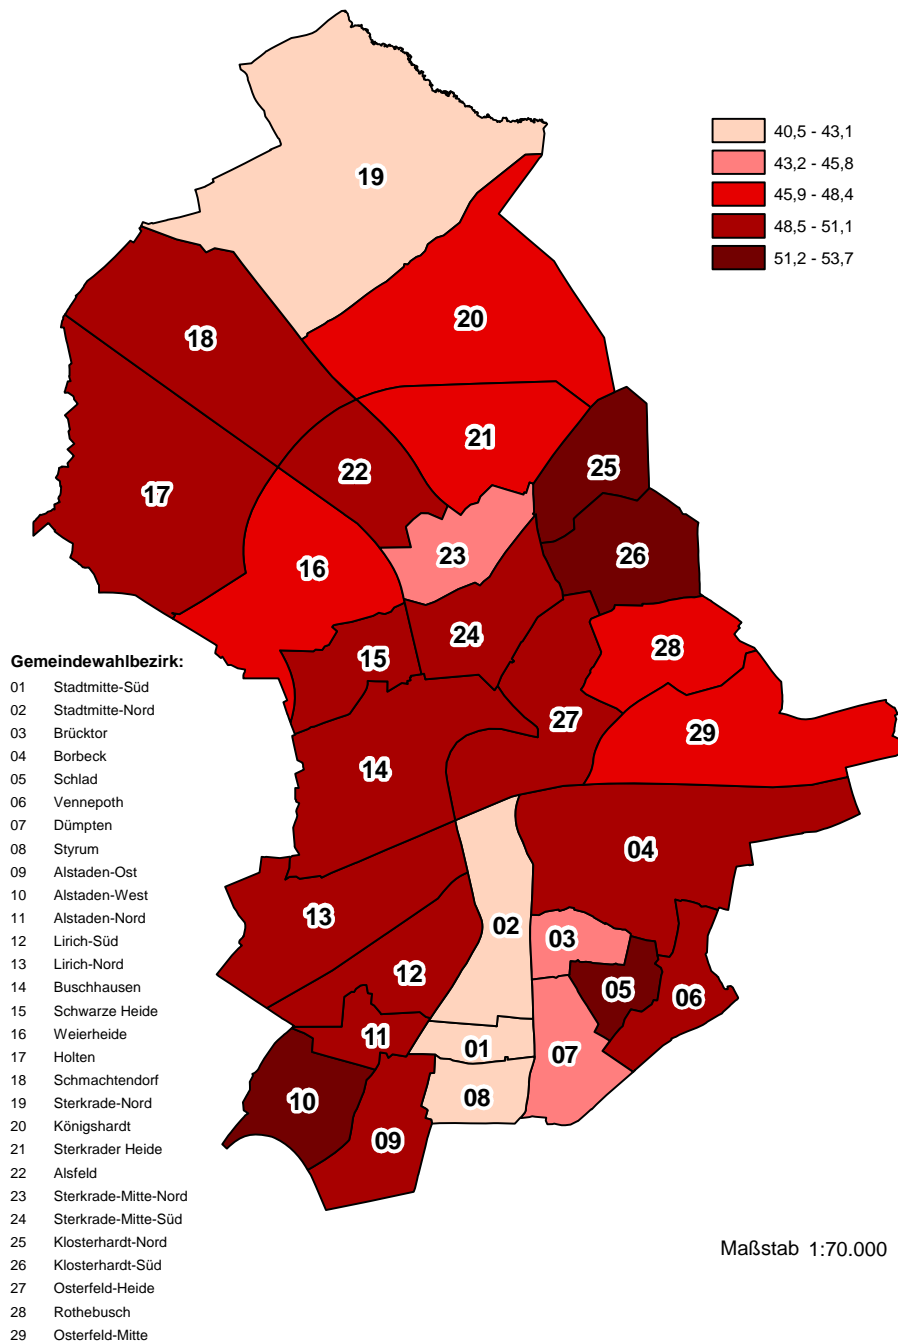 40,5 - 43,1
43,2 - 45,8
45,9 - 48,4
48,5 - 51,1
51,2 - 53,7
19
20
18
21
25
22
17
23
26
16
24
28
15
27
29
14
04
13
02
03
12
05
06
11
01
07
08
10
09
Gemeindewahlbezirk:
01 Stadtmitte-Süd
02 Stadtmitte-Nord
03 Brücktor
04 Borbeck
05 Schlad
06 Vennepoth
07 Dümpten
08 Styrum
09 Alstaden-Ost
10 Alstaden-West
11 Alstaden-Nord
12 Lirich-Süd
13 Lirich-Nord
14 Buschhausen
15 Schwarze Heide
16 Weierheide
17 Holten
18 Schmachtendorf
19 Sterkrade-Nord
20 Königshardt
21 Sterkrader Heide
22 Alsfeld
23 Sterkrade-Mitte-Nord
24 Sterkrade-Mitte-Süd
25 Klosterhardt-Nord
26 Klosterhardt-Süd
27 Osterfeld-Heide
28 Rothebusch
29 Osterfeld-Mitte
Maßstab 1:70.000